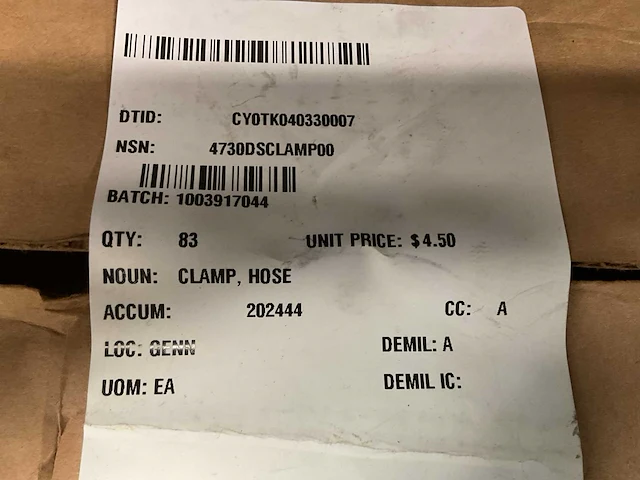 DTID: CY0TK040330007
NSN: 4730DSCLAMP00
BATCH: 1003917044
QTY: 83 UNIT PRICE: $4.50
NOUN: CLAMP, HOSE
ACCUM: 202444 CC: A
LOC: GENN DEMIL: A
UOM: EA DEMIL IC: